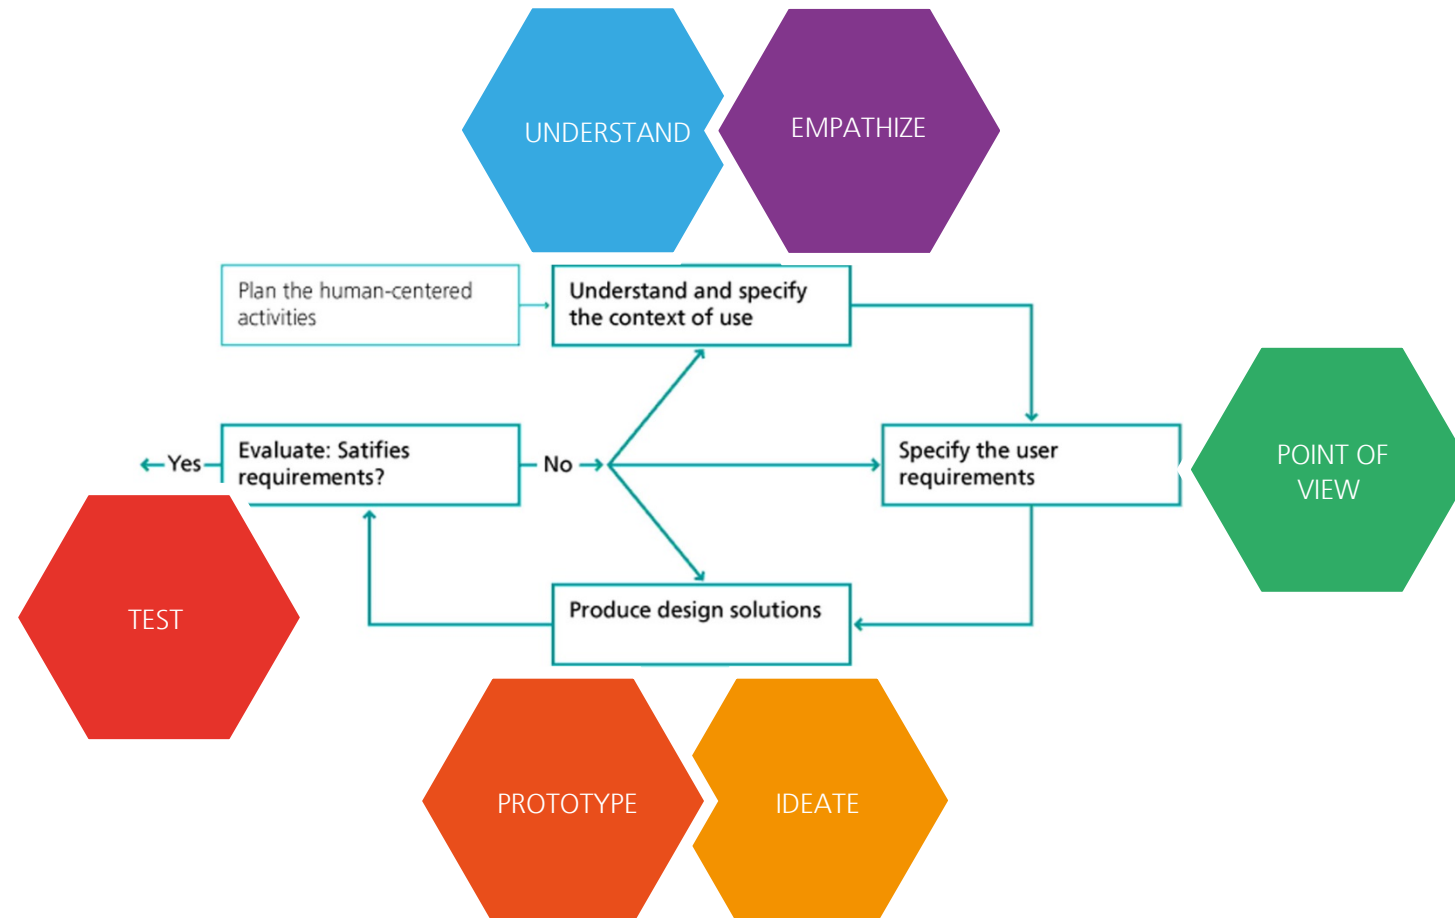 UNDERSTAND
EMPATHIZE
Plan the human-centered
activities
Understand and specify
the context of use
Yes
Evaluate: Satifies
requirements?
No
Specify the user
requirements
POINT OF
VIEW
TEST
Produce design solutions
PROTOTYPE
IDEATE